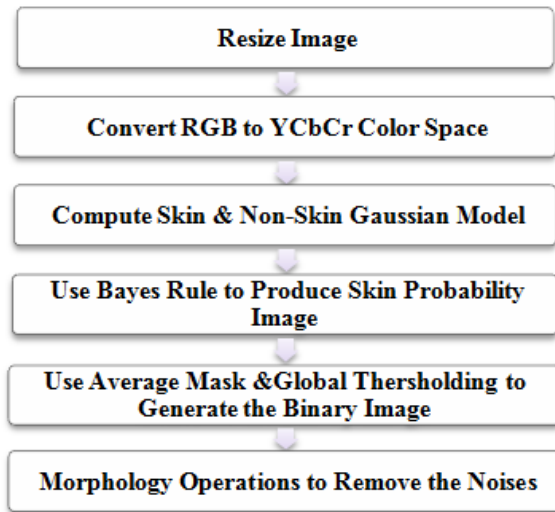 Resize Image
Convert RGB to YCbCr Color Space
Compute Skin & Non-Skin Gaussian Model
Use Bayes Rule to Produce Skin Probability
Image
Use Average Mask &Global Thersholding to
Generate the Binary Image
Morphology Operations to Remove the Noises